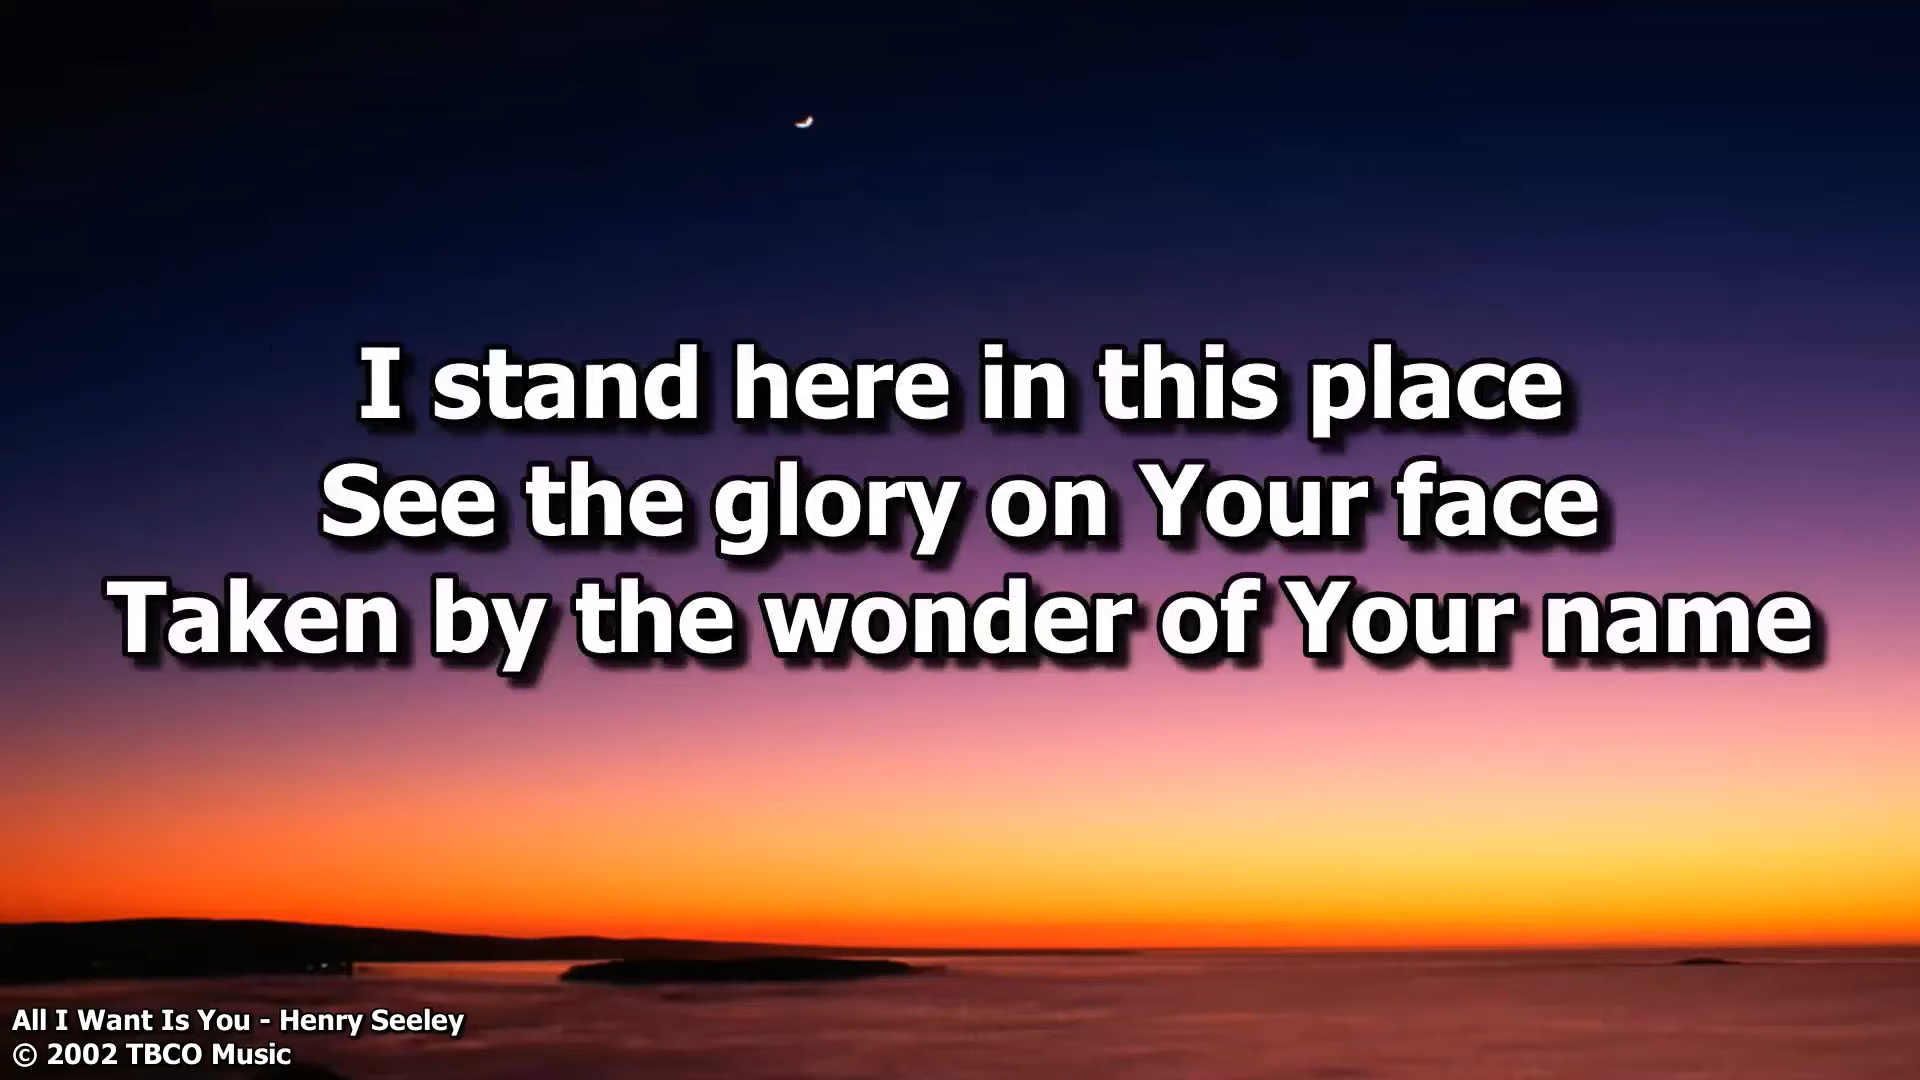 I stand here in this place
See the glory on Your face
Taken by the wonder of Your name
All I Want Is You - Henry Seeley
© 2002 TBCO Music